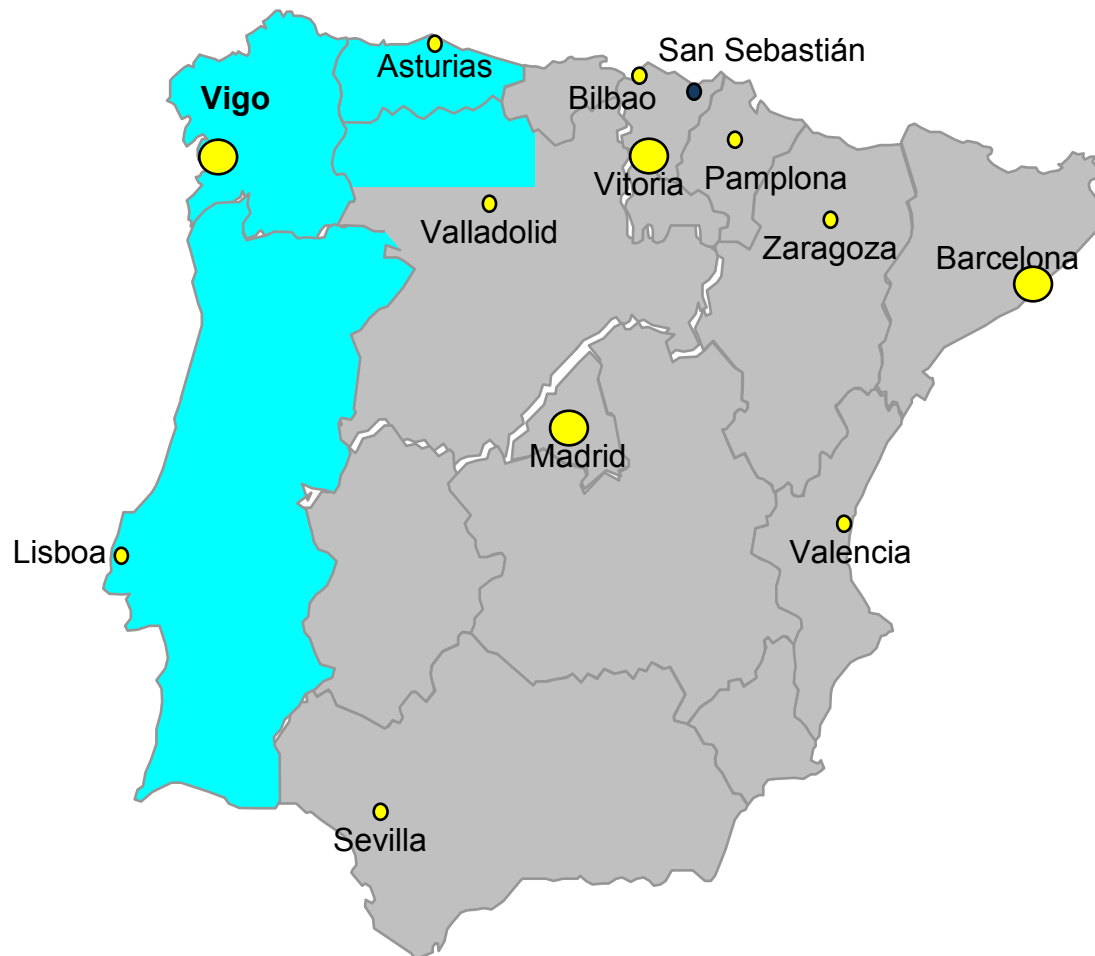 San Sebastián
Asturias
Bilbao
Vigo
Vitoria
Pamplona
Valladolid
Zaragoza
Barcelona
Madrid
Lisboa
Valencia
Sevilla